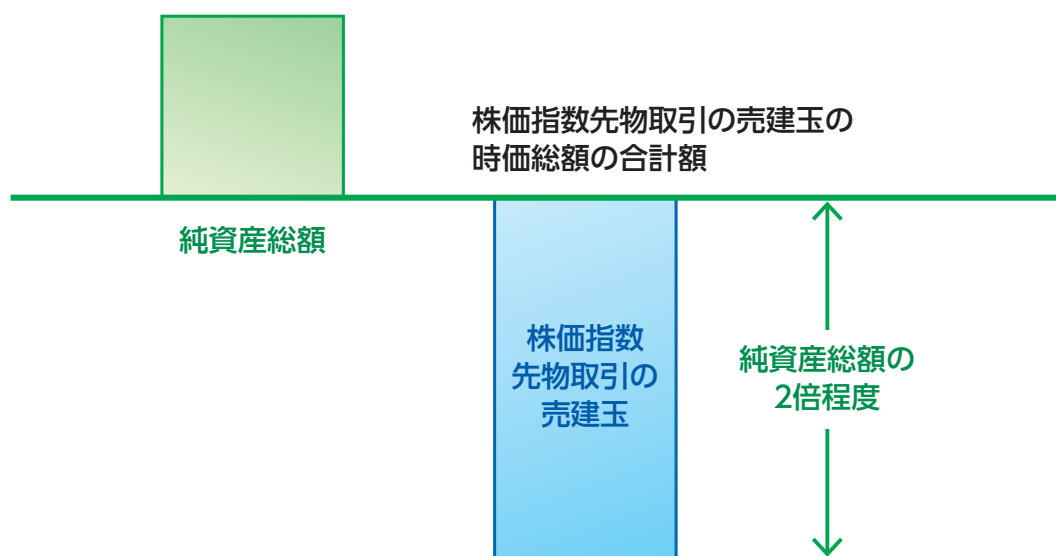 株価指数先物取引の売建玉の
時価総額の合計額
純資産総額
株価指数
先物取引の
売建玉
純資産総額の
2倍程度